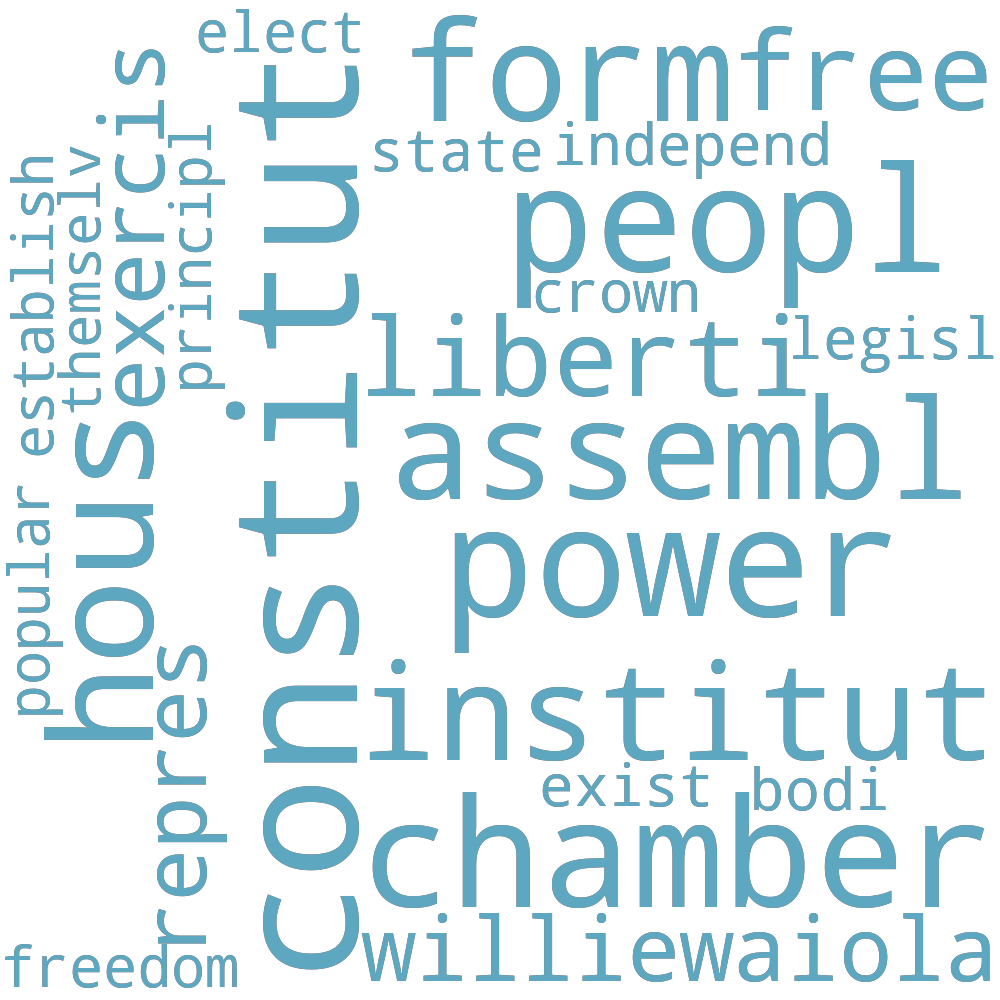 elect
form
free
state
independ
peopl
crown
liberti
legisl
assembl
power
institut
exist
bodi
chamber
williewaiola
freedom
constitut
repres
hous
exercis
principl
themselv
establish
popular